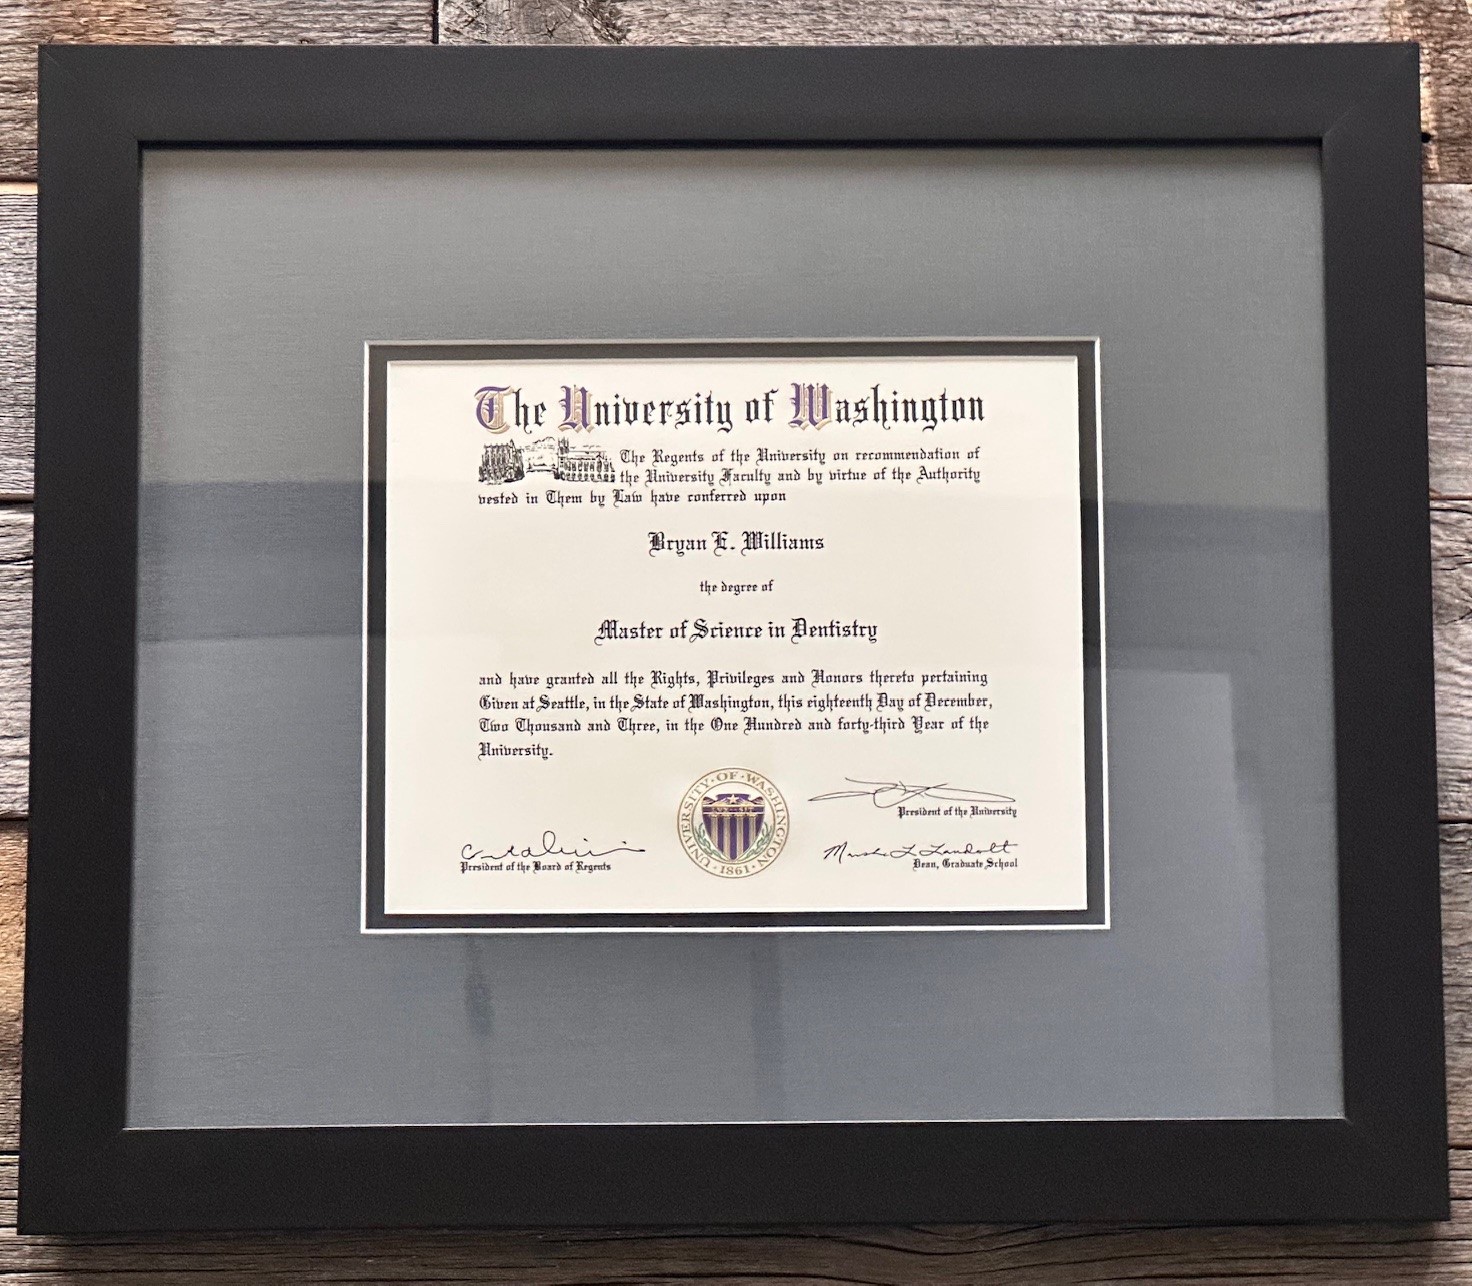 The University of Washington
The Regents of the University on recommendation of
the University Faculty and by virtue of the Authority
vested in Them by Law have conferred upon
Bryan E. Williams
the degree of
Master of Science in Dentistry
and have granted all the Rights, Privileges and Honors thereto pertaining
Given at Seattle, in the State of Washington, this eighteenth Day of December,
Two Thousand and Three, in the One Hundred and forty-third Year of the
University.
UNIVERSITY · OF · WASHINGTON · 1861 ·
LUX SIT
President of the University
President of the Board of Regents
Marsha L Landolt
Dean, Graduate School